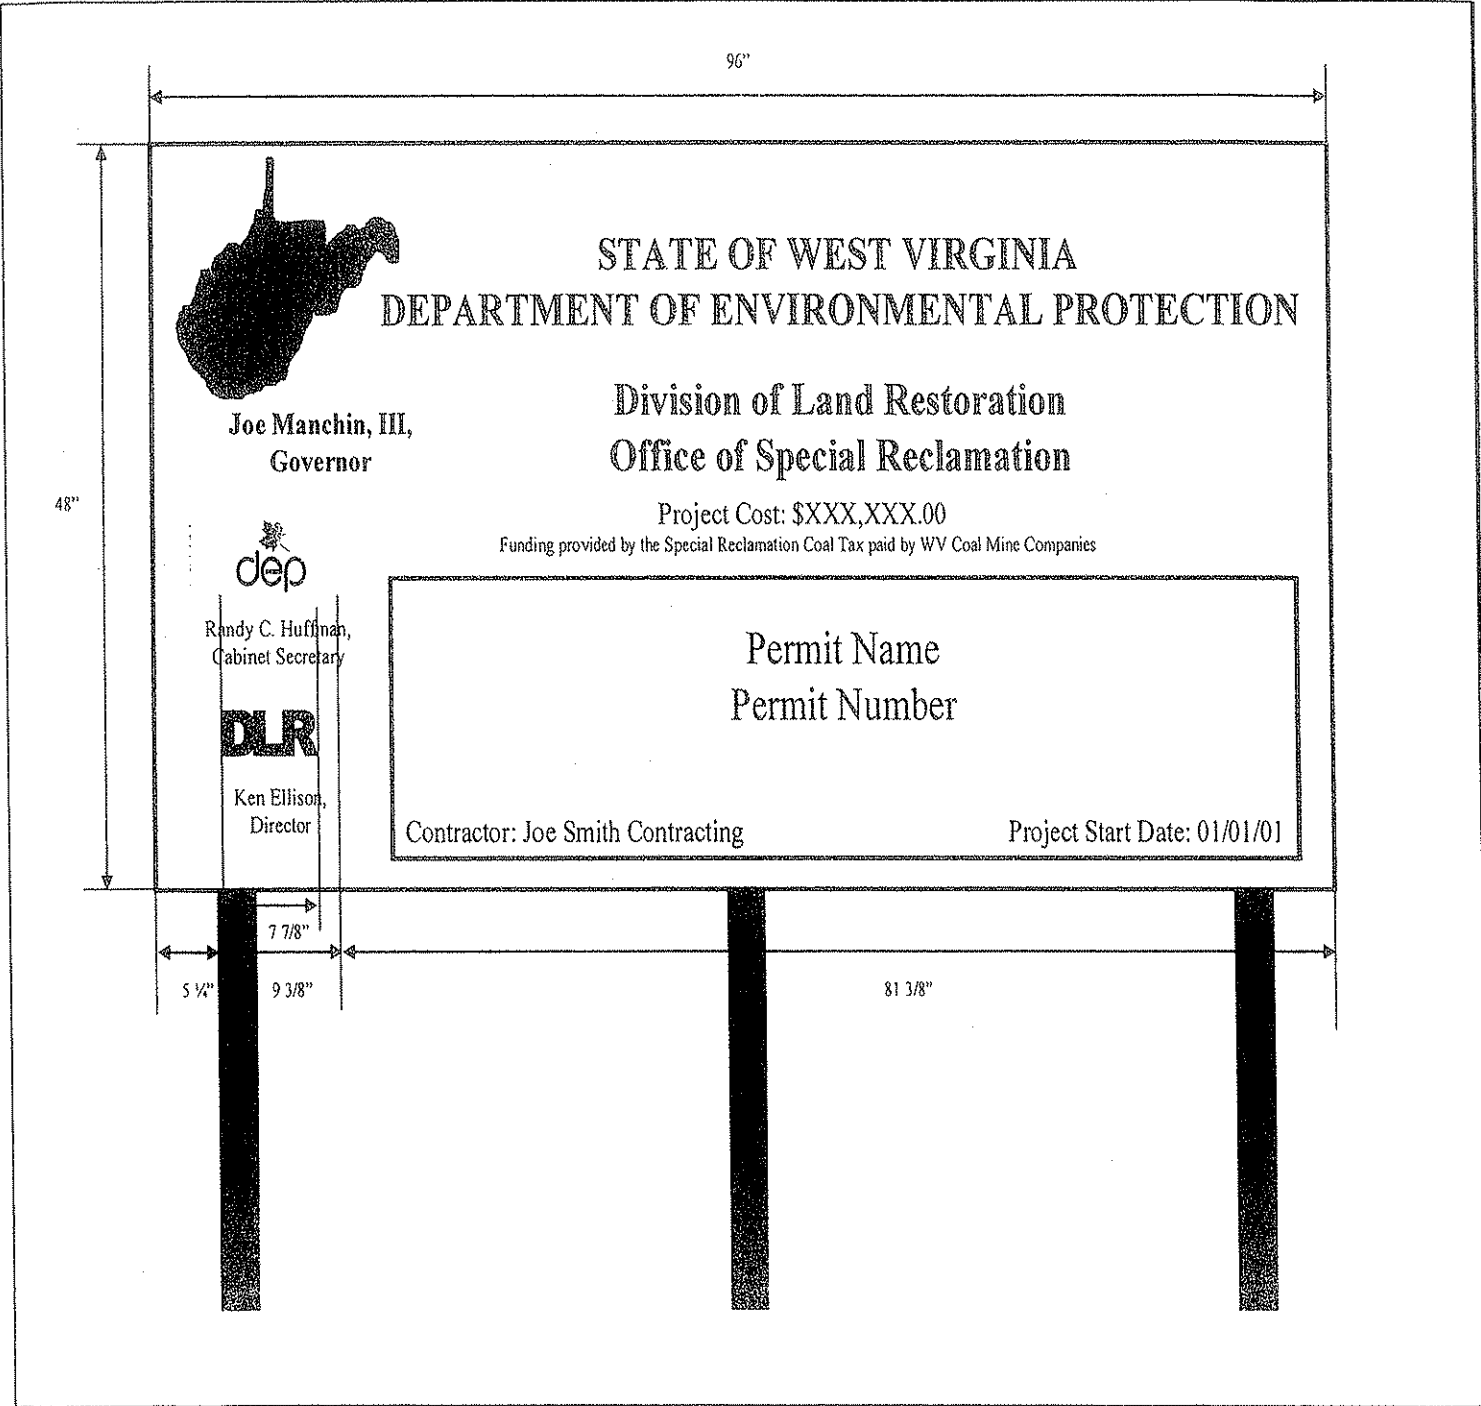 96"
STATE OF WEST VIRGINIA
DEPARTMENT OF ENVIRONMENTAL PROTECTION
Division of Land Restoration
Office of Special Reclamation
Project Cost: $XXX,XXX.00
Funding provided by the Special Reclamation Coal Tax paid by WV Coal Mine Companies
Joe Manchin, III,
Governor
48"
dep
Randy C. Huffman,
Cabinet Secretary
DLR
Ken Ellison,
Director
Permit Name
Permit Number
Contractor: Joe Smith Contracting
Project Start Date: 01/01/01
7 7/8"
5 ¼"
9 3/8"
81 3/8"